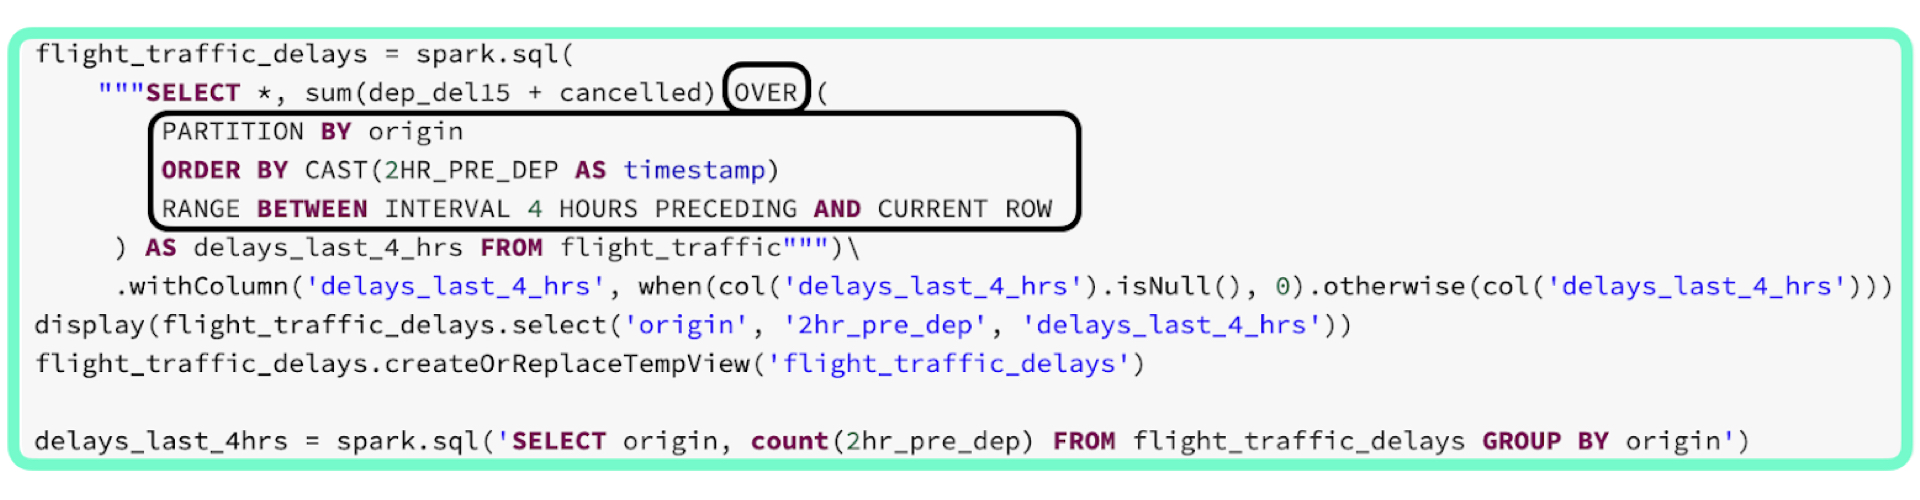 flight_traffic_delays = spark.sql(
"""SELECT *, sum(dep_del15 + cancelled) OVER (
PARTITION BY origin
ORDER BY CAST(2HR_PRE_DEP AS timestamp)
RANGE BETWEEN INTERVAL 4 HOURS PRECEDING AND CURRENT ROW
) AS delays_last_4_hrs FROM flight_traffic""")\
.withColumn('delays_last_4_hrs', when(col('delays_last_4_hrs').isNull(), 0).otherwise(col('delays_last_4_hrs')))
display(flight_traffic_delays.select('origin', '2hr_pre_dep', 'delays_last_4_hrs'))
flight_traffic_delays.createOrReplaceTempView('flight_traffic_delays')
delays_last_4hrs = spark.sql('SELECT origin, count(2hr_pre_dep) FROM flight_traffic_delays GROUP BY origin')